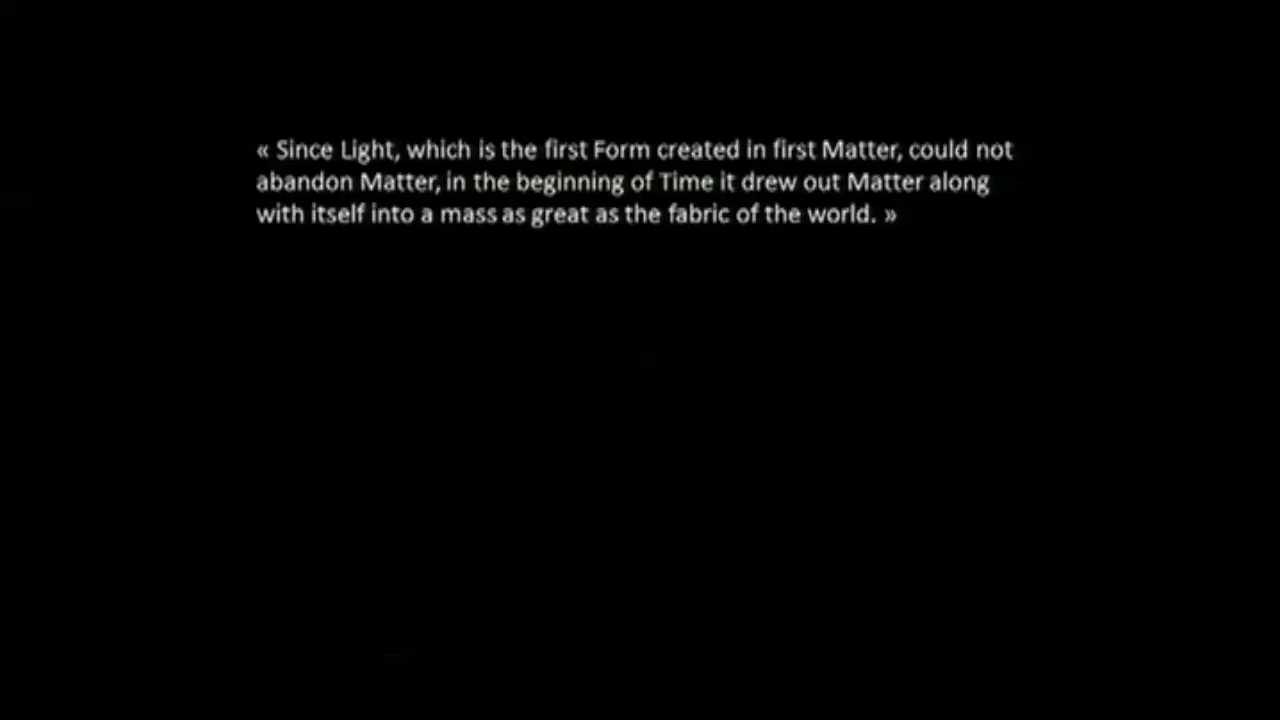 « Since Light, which is the first Form created in first Matter, could not
abandon Matter, in the beginning of Time it drew out Matter along
with itself into a mass as great as the fabric of the world. »